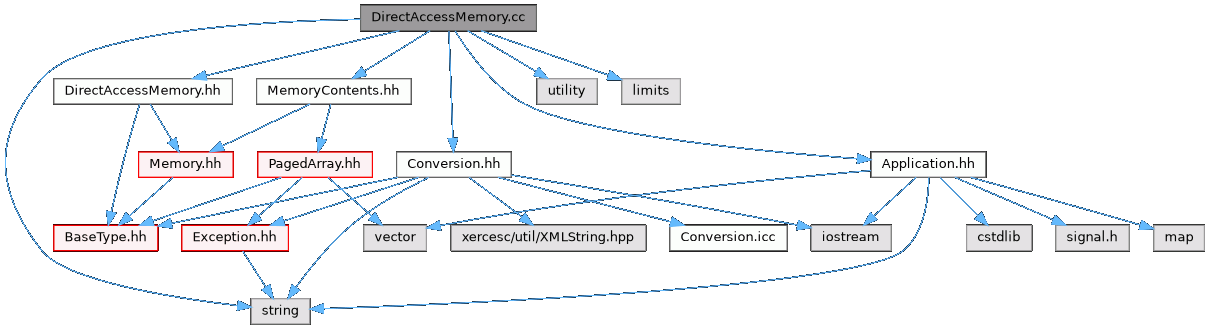 DirectAccessMemory.cc
DirectAccessMemory.hh
MemoryContents.hh
utility
limits
Memory.hh
PagedArray.hh
Conversion.hh
Application.hh
BaseType.hh
Exception.hh
vector
xercesc/util/XMLString.hpp
Conversion.icc
iostream
cstdlib
signal.h
map
string